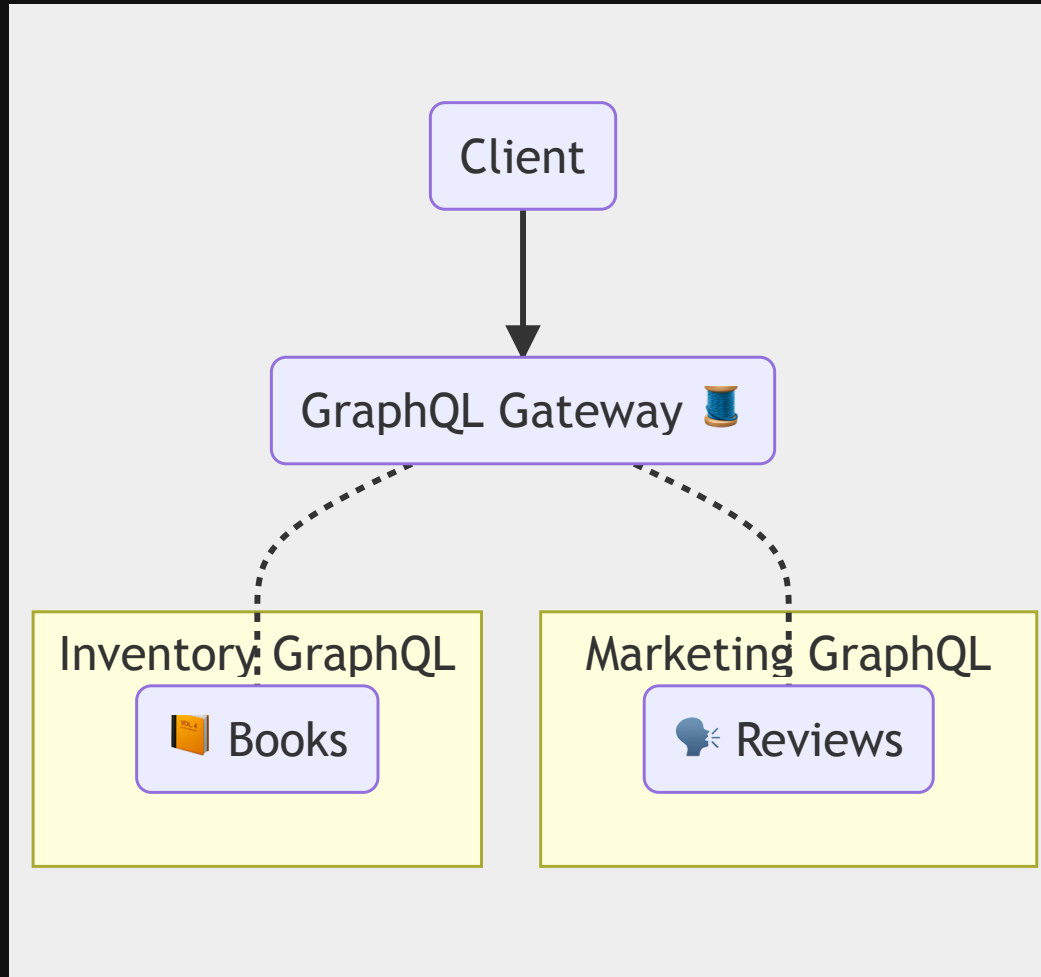 Client
GraphQL Gateway 🧵
Inventory GraphQL
Marketing GraphQL
📙 Books
🗣 Reviews